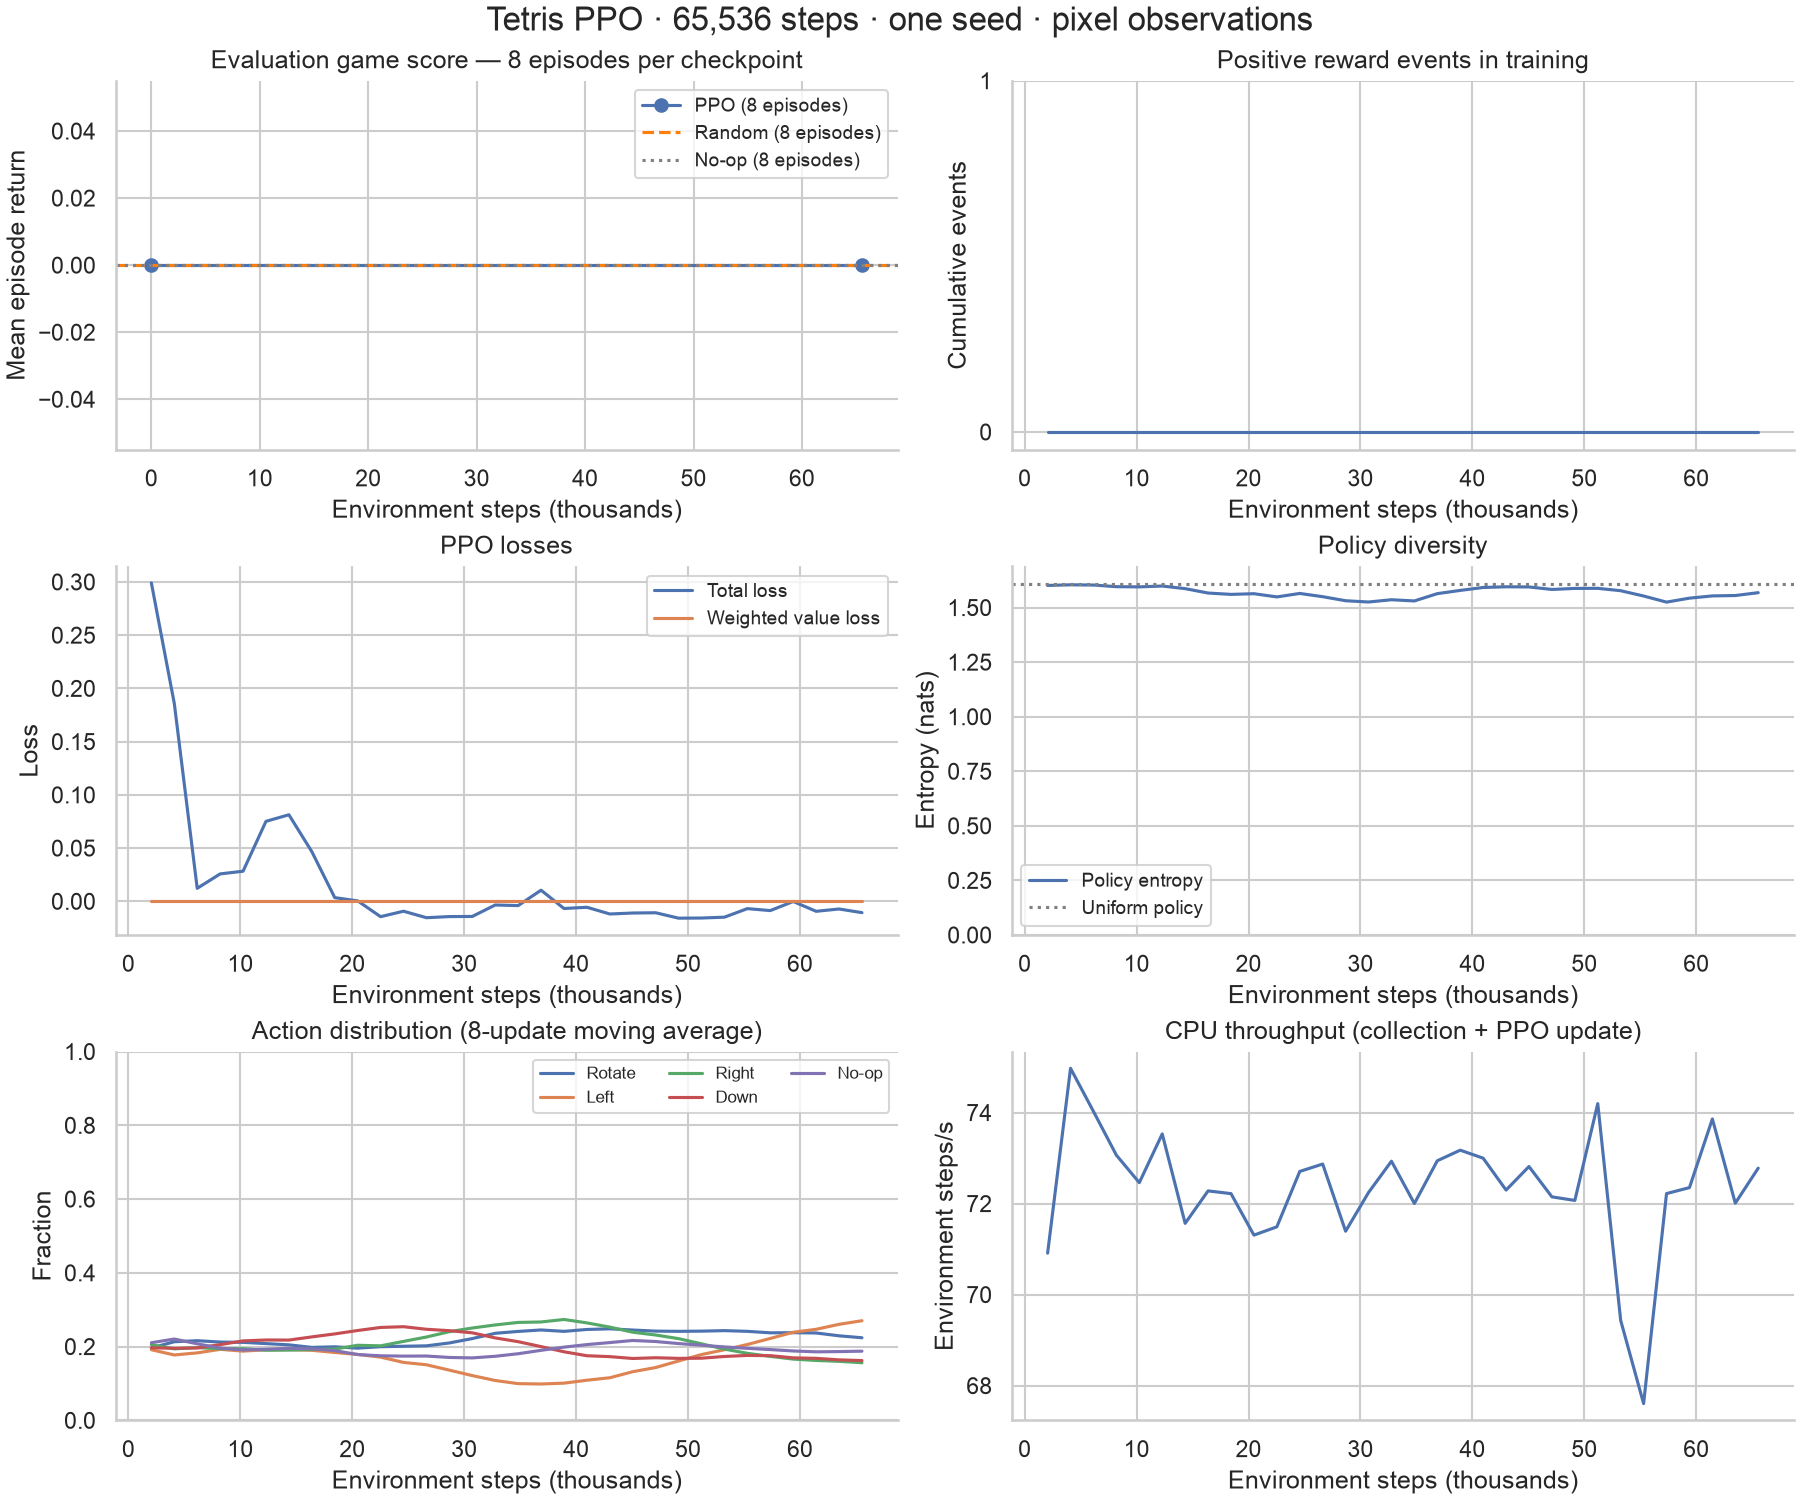 Tetris PPO · 65,536 steps · one seed · pixel observations
Evaluation game score — 8 episodes per checkpoint
Mean episode return
0.04
0.02
0.00
−0.02
−0.04
PPO (8 episodes)
Random (8 episodes)
No-op (8 episodes)
0 10 20 30 40 50 60
Environment steps (thousands)
Positive reward events in training
Cumulative events
1
0
0 10 20 30 40 50 60
Environment steps (thousands)
PPO losses
Loss
0.30
0.25
0.20
0.15
0.10
0.05
0.00
Total loss
Weighted value loss
0 10 20 30 40 50 60
Environment steps (thousands)
Policy diversity
Entropy (nats)
1.50
1.25
1.00
0.75
0.50
0.25
0.00
Policy entropy
Uniform policy
0 10 20 30 40 50 60
Environment steps (thousands)
Action distribution (8-update moving average)
Fraction
1.0
0.8
0.6
0.4
0.2
0.0
Rotate Right No-op
Left Down
0 10 20 30 40 50 60
Environment steps (thousands)
CPU throughput (collection + PPO update)
Environment steps/s
74
72
70
68
0 10 20 30 40 50 60
Environment steps (thousands)